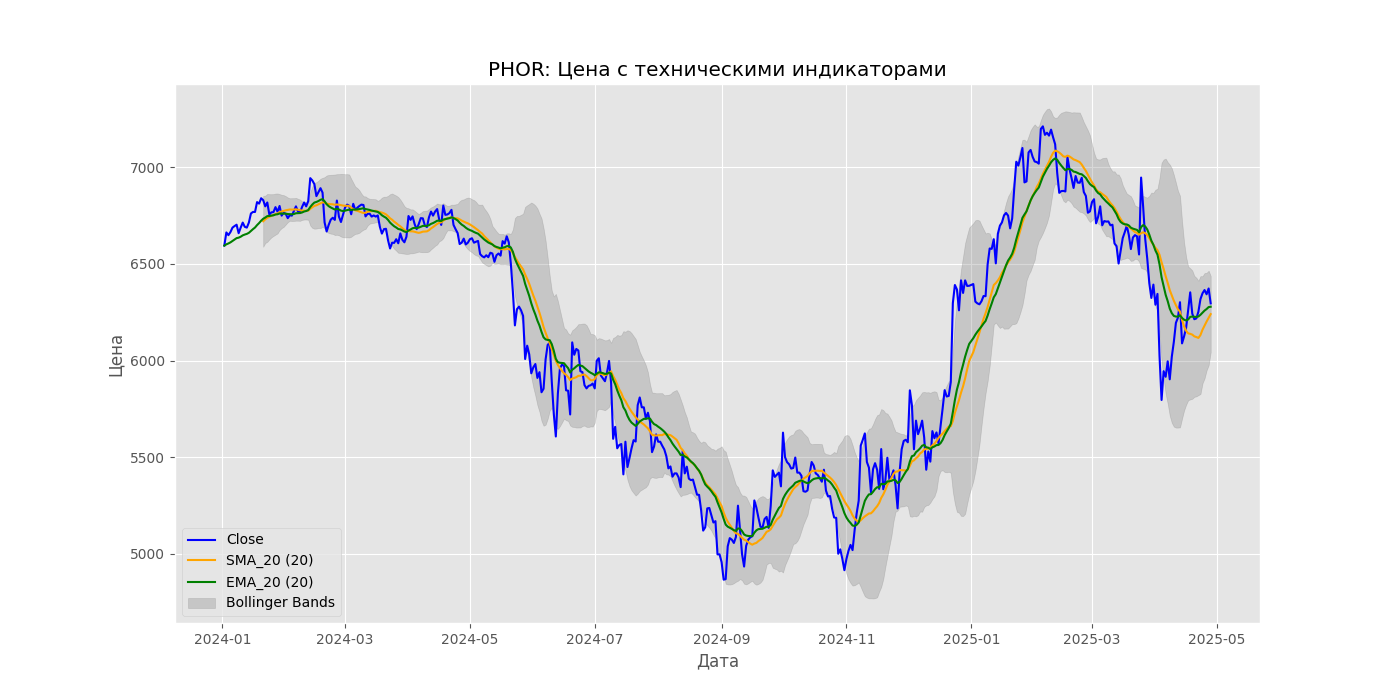 PHOR: Цена с техническими индикаторами
7000
6500
6000
5500
5000
Цена
Close
SMA_20 (20)
EMA_20 (20)
Bollinger Bands
2024-01 2024-03 2024-05 2024-07 2024-09 2024-11 2025-01 2025-03 2025-05
Дата